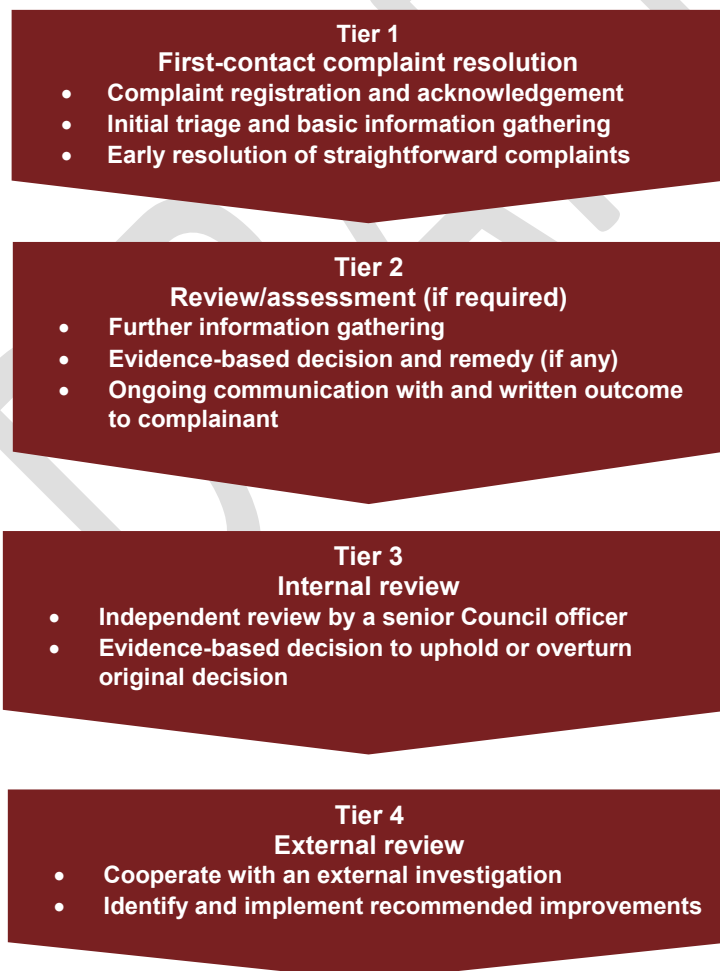 Tier 1
First-contact complaint resolution
• Complaint registration and acknowledgement
• Initial triage and basic information gathering
• Early resolution of straightforward complaints
Tier 2
Review/assessment (if required)
• Further information gathering
• Evidence-based decision and remedy (if any)
• Ongoing communication with and written outcome
to complainant
Tier 3
Internal review
• Independent review by a senior Council officer
• Evidence-based decision to uphold or overturn
original decision
Tier 4
External review
• Cooperate with an external investigation
• Identify and implement recommended improvements